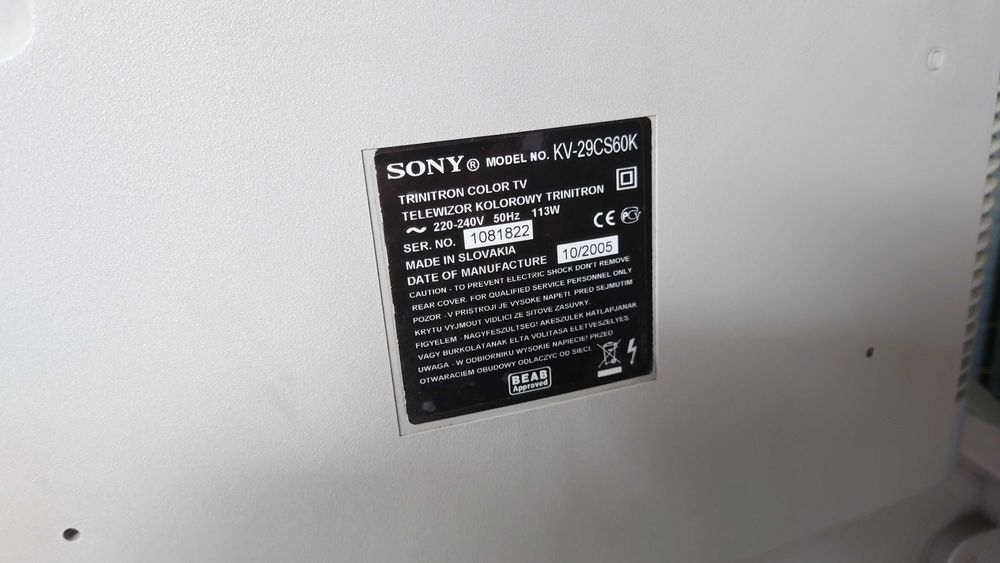 SONY® MODEL NO. KV-29CS60K
TRINITRON COLOR TV
TELEWIZOR KOLOROWY TRINITRON
~ 220-240V 50Hz 113W
CE PCT
SER. NO. 1081822
MADE IN SLOVAKIA
DATE OF MANUFACTURE 10/2005
CAUTION - TO PREVENT ELECTRIC SHOCK DON'T REMOVE
REAR COVER. FOR QUALIFIED SERVICE PERSONNEL ONLY
POZOR - V PRISTROJI JE VYSOKE NAPETI. PRED SEJMUTIM
KRYTU VYJMOUT VIDLICI ZE SITOVE ZASUVKY.
FIGYELEM - NAGYFESZULTSEG! AKESZULEK HATLAPJANAK
VAGY BURKOLATANAK ELTA VOLITASA ELETVESZELYES.
UWAGA - W ODBIORNIKU WYSOKIE NAPIECIE! PRZED
OTWARACIEM OBUDOWY ODLACZYC OD SIECI.
BEAB
Approved